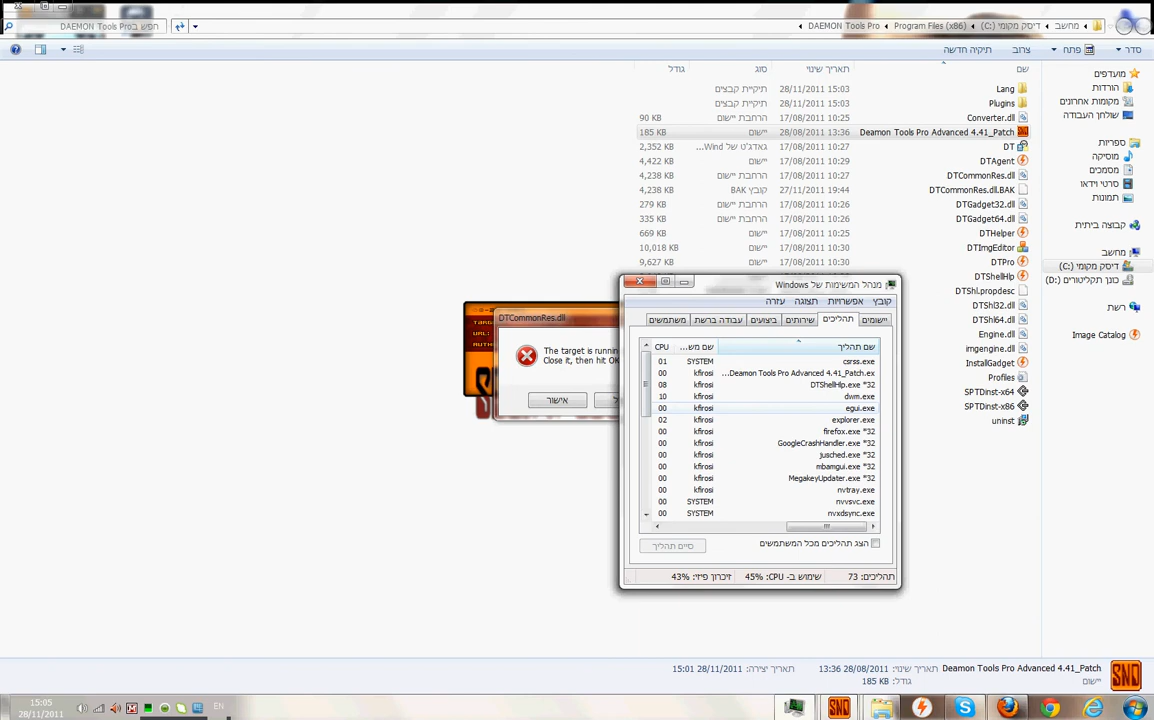 מחשב
דיסק מקומי (C:)
Program Files (x86)
DAEMON Tools Pro
חפש בDAEMON Tools Pro
סדר
פתח
צרוב
תיקיה חדשה
שם
תאריך שינוי
סוג
גודל
מועדפים
הורדות
מקומות אחרונים
שולחן העבודה
ספריות
מוסיקה
מסמכים
סרטי וידאו
תמונות
קבוצה ביתית
מחשב
דיסק מקומי (C:)
כונן תקליטורים (D:)
רשת
Image Catalog
Lang 28/11/2011 15:03 תיקיית קבצים
Plugins 28/11/2011 15:03 תיקיית קבצים
Converter.dll 17/08/2011 10:25 הרחבת יישום 90 KB
Deamon Tools Pro Advanced 4.41_Patch 28/08/2011 13:36 יישום 185 KB
DT 17/08/2011 10:27 גאדג'ט של Wind... 2,352 KB
DTAgent 17/08/2011 10:29 יישום 4,422 KB
DTCommonRes.dll 17/08/2011 10:27 הרחבת יישום 4,238 KB
DTCommonRes.dll.BAK 27/11/2011 19:44 קובץ BAK 4,238 KB
DTGadget32.dll 17/08/2011 10:26 הרחבת יישום 279 KB
DTGadget64.dll 17/08/2011 10:26 הרחבת יישום 335 KB
DTHelper 17/08/2011 10:25 יישום 669 KB
DTImgEditor 17/08/2011 10:30 יישום 10,018 KB
DTPro 17/08/2011 10:30 יישום 9,627 KB
DTShellHlp
DTShl.propdesc
DTShl32.dll
DTShl64.dll
Engine.dll
imgengine.dll
InstallGadget
Profiles
SPTDinst-x64
SPTDinst-x86
uninst
DTCommonRes.dll
The target is runnin
Close it, then hit OK
אישור
URL:
מנהל המשימות של Windows
קובץ
אפשרויות
תצוגה
עזרה
יישומים
תהליכים
שירותים
ביצועים
עבודה ברשת
משתמשים
שם תהליך
שם מש...
CPU
csrss.exe SYSTEM 01
Deamon Tools Pro Advanced 4.41_Patch.ex... kfirosi 00
DTShellHlp.exe *32 kfirosi 08
dwm.exe kfirosi 10
egui.exe kfirosi 00
explorer.exe kfirosi 02
firefox.exe *32 kfirosi 00
GoogleCrashHandler.exe *32 kfirosi 00
jusched.exe *32 kfirosi 00
mbamgui.exe *32 kfirosi 00
MegakeyUpdater.exe *32 kfirosi 00
nvtray.exe kfirosi 00
nvvsvc.exe SYSTEM 00
nvxdsync.exe SYSTEM 00
הצג תהליכים מכל המשתמשים
סיים תהליך
תהליכים: 73
שימוש ב- CPU: 45%
זיכרון פיזי: 43%
Deamon Tools Pro Advanced 4.41_Patch תאריך שינוי: 28/08/2011 13:36
תאריך יצירה: 28/11/2011 15:01
יישום
גודל: 185 KB
SND
EN
15:05
28/11/2011